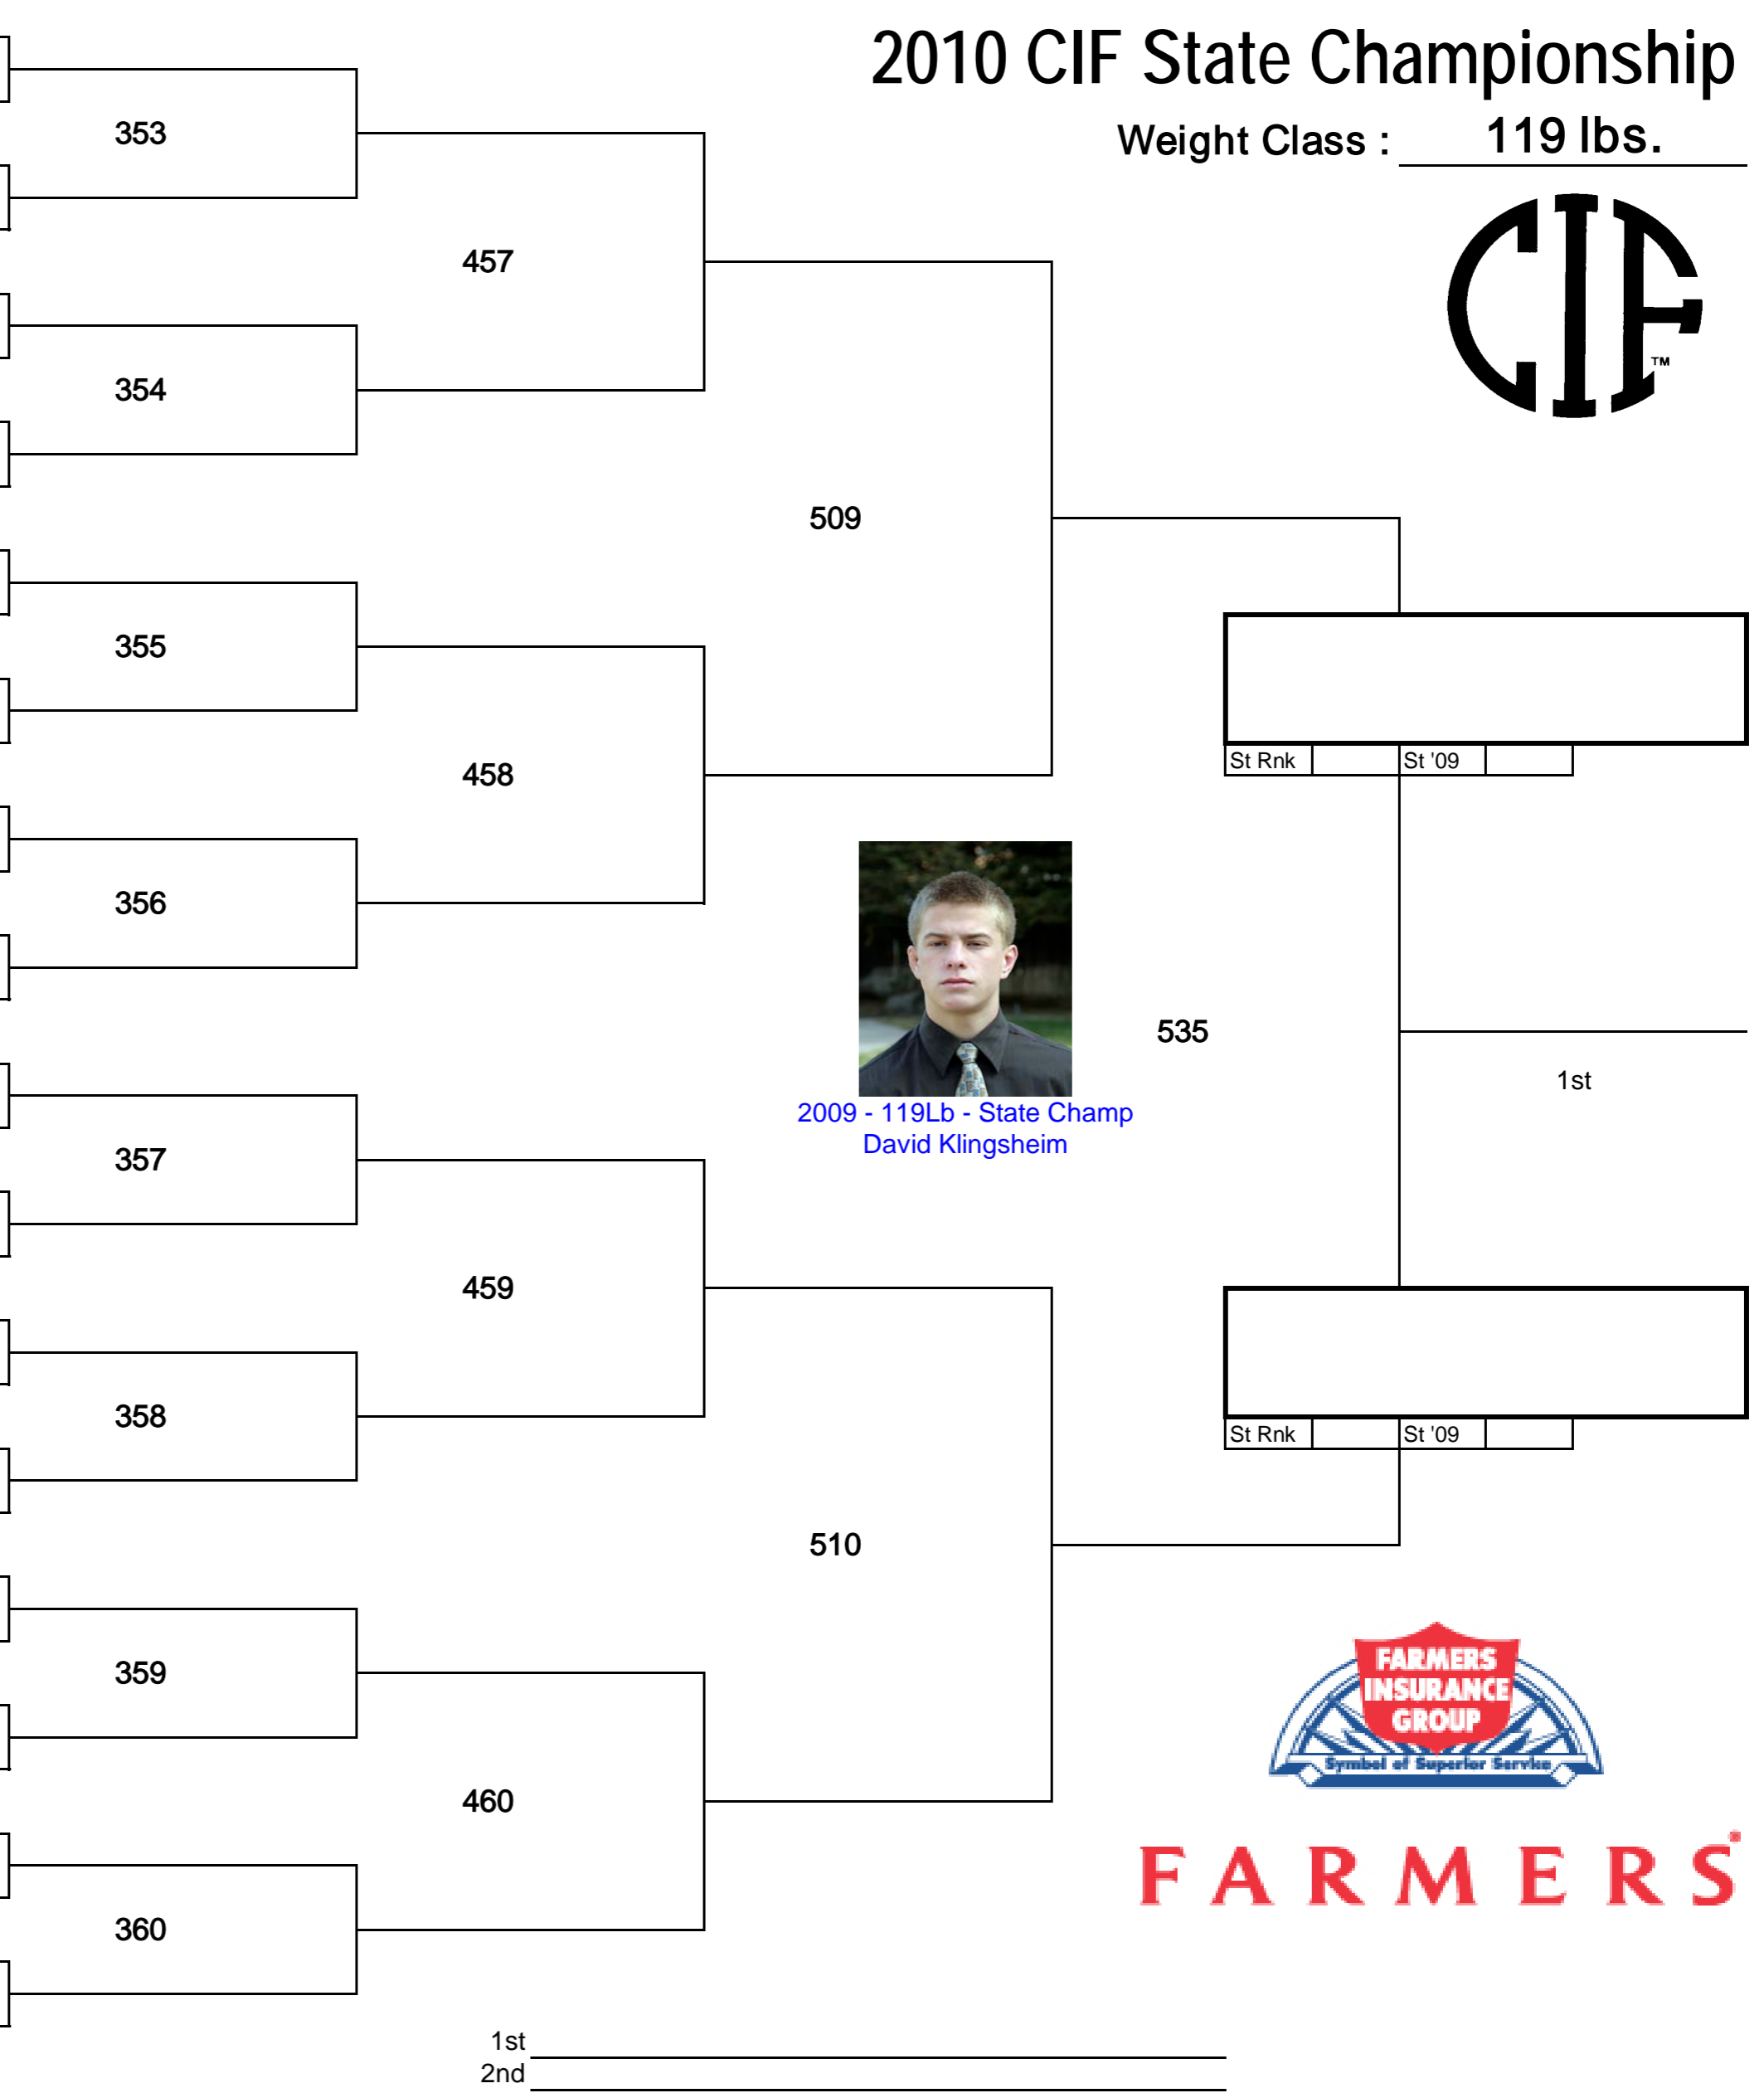 2010 CIF State Championship
Weight Class : 119 lbs.
CIF
TM
353
457
354
509
355
St Rnk St '09
458
356
535
2009 - 119Lb - State Champ
David Klingsheim
1st
357
459
358
St Rnk St '09
510
359
FARMERS
INSURANCE
GROUP
Symbol of Superior Service
460
FARMERS
360
1st
2nd